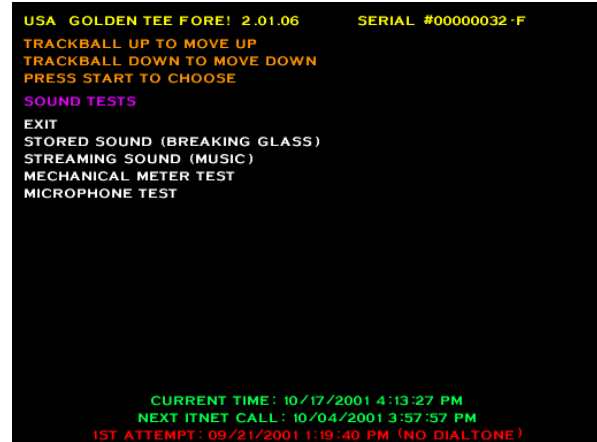 USA GOLDEN TEE FORE! 2.01.06 SERIAL #00000032-F
TRACKBALL UP TO MOVE UP
TRACKBALL DOWN TO MOVE DOWN
PRESS START TO CHOOSE
SOUND TESTS
EXIT
STORED SOUND (BREAKING GLASS)
STREAMING SOUND (MUSIC)
MECHANICAL METER TEST
MICROPHONE TEST
CURRENT TIME: 10/17/2001 4:13:27 PM
NEXT ITNET CALL: 10/04/2001 3:57:57 PM
1ST ATTEMPT: 09/21/2001 1:19:40 PM (NO DIALTONE)